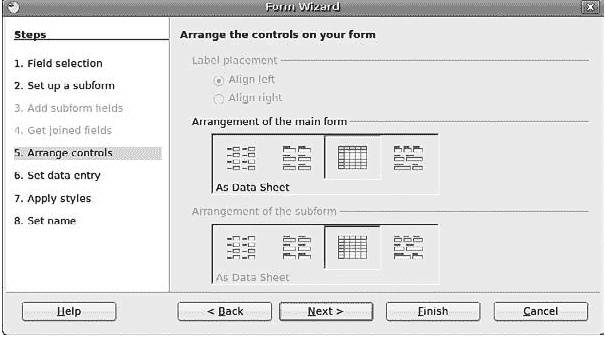 Form Wizard
Steps
1. Field selection
2. Set up a subform
3. Add subform fields
4. Get joined fields
5. Arrange controls
6. Set data entry
7. Apply styles
8. Set name
Arrange the controls on your form
Label placement
Align left
Align right
Arrangement of the main form
As Data Sheet
Arrangement of the subform
As Data Sheet
Help
< Back
Next >
Finish
Cancel